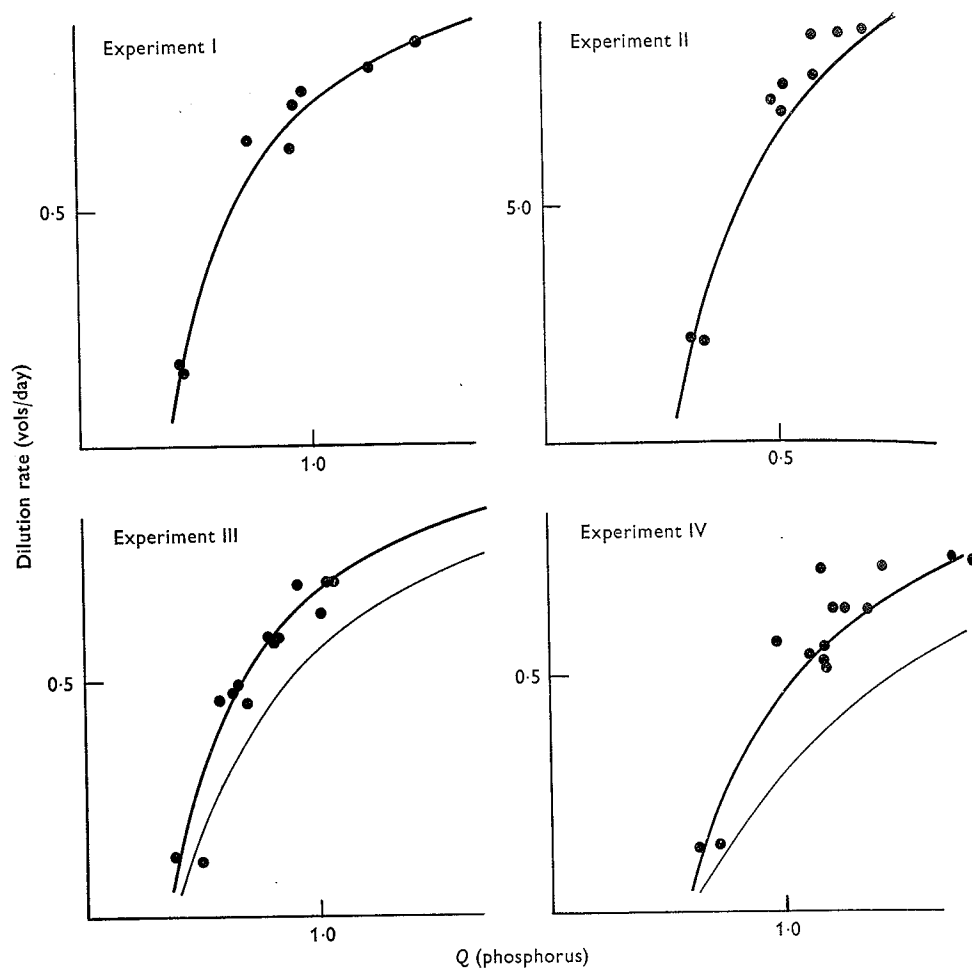 Experiment I
0·5
1·0
Experiment II
5·0
0·5
Dilution rate (vols/day)
Experiment III
0·5
1·0
Experiment IV
0·5
1·0
Q (phosphorus)